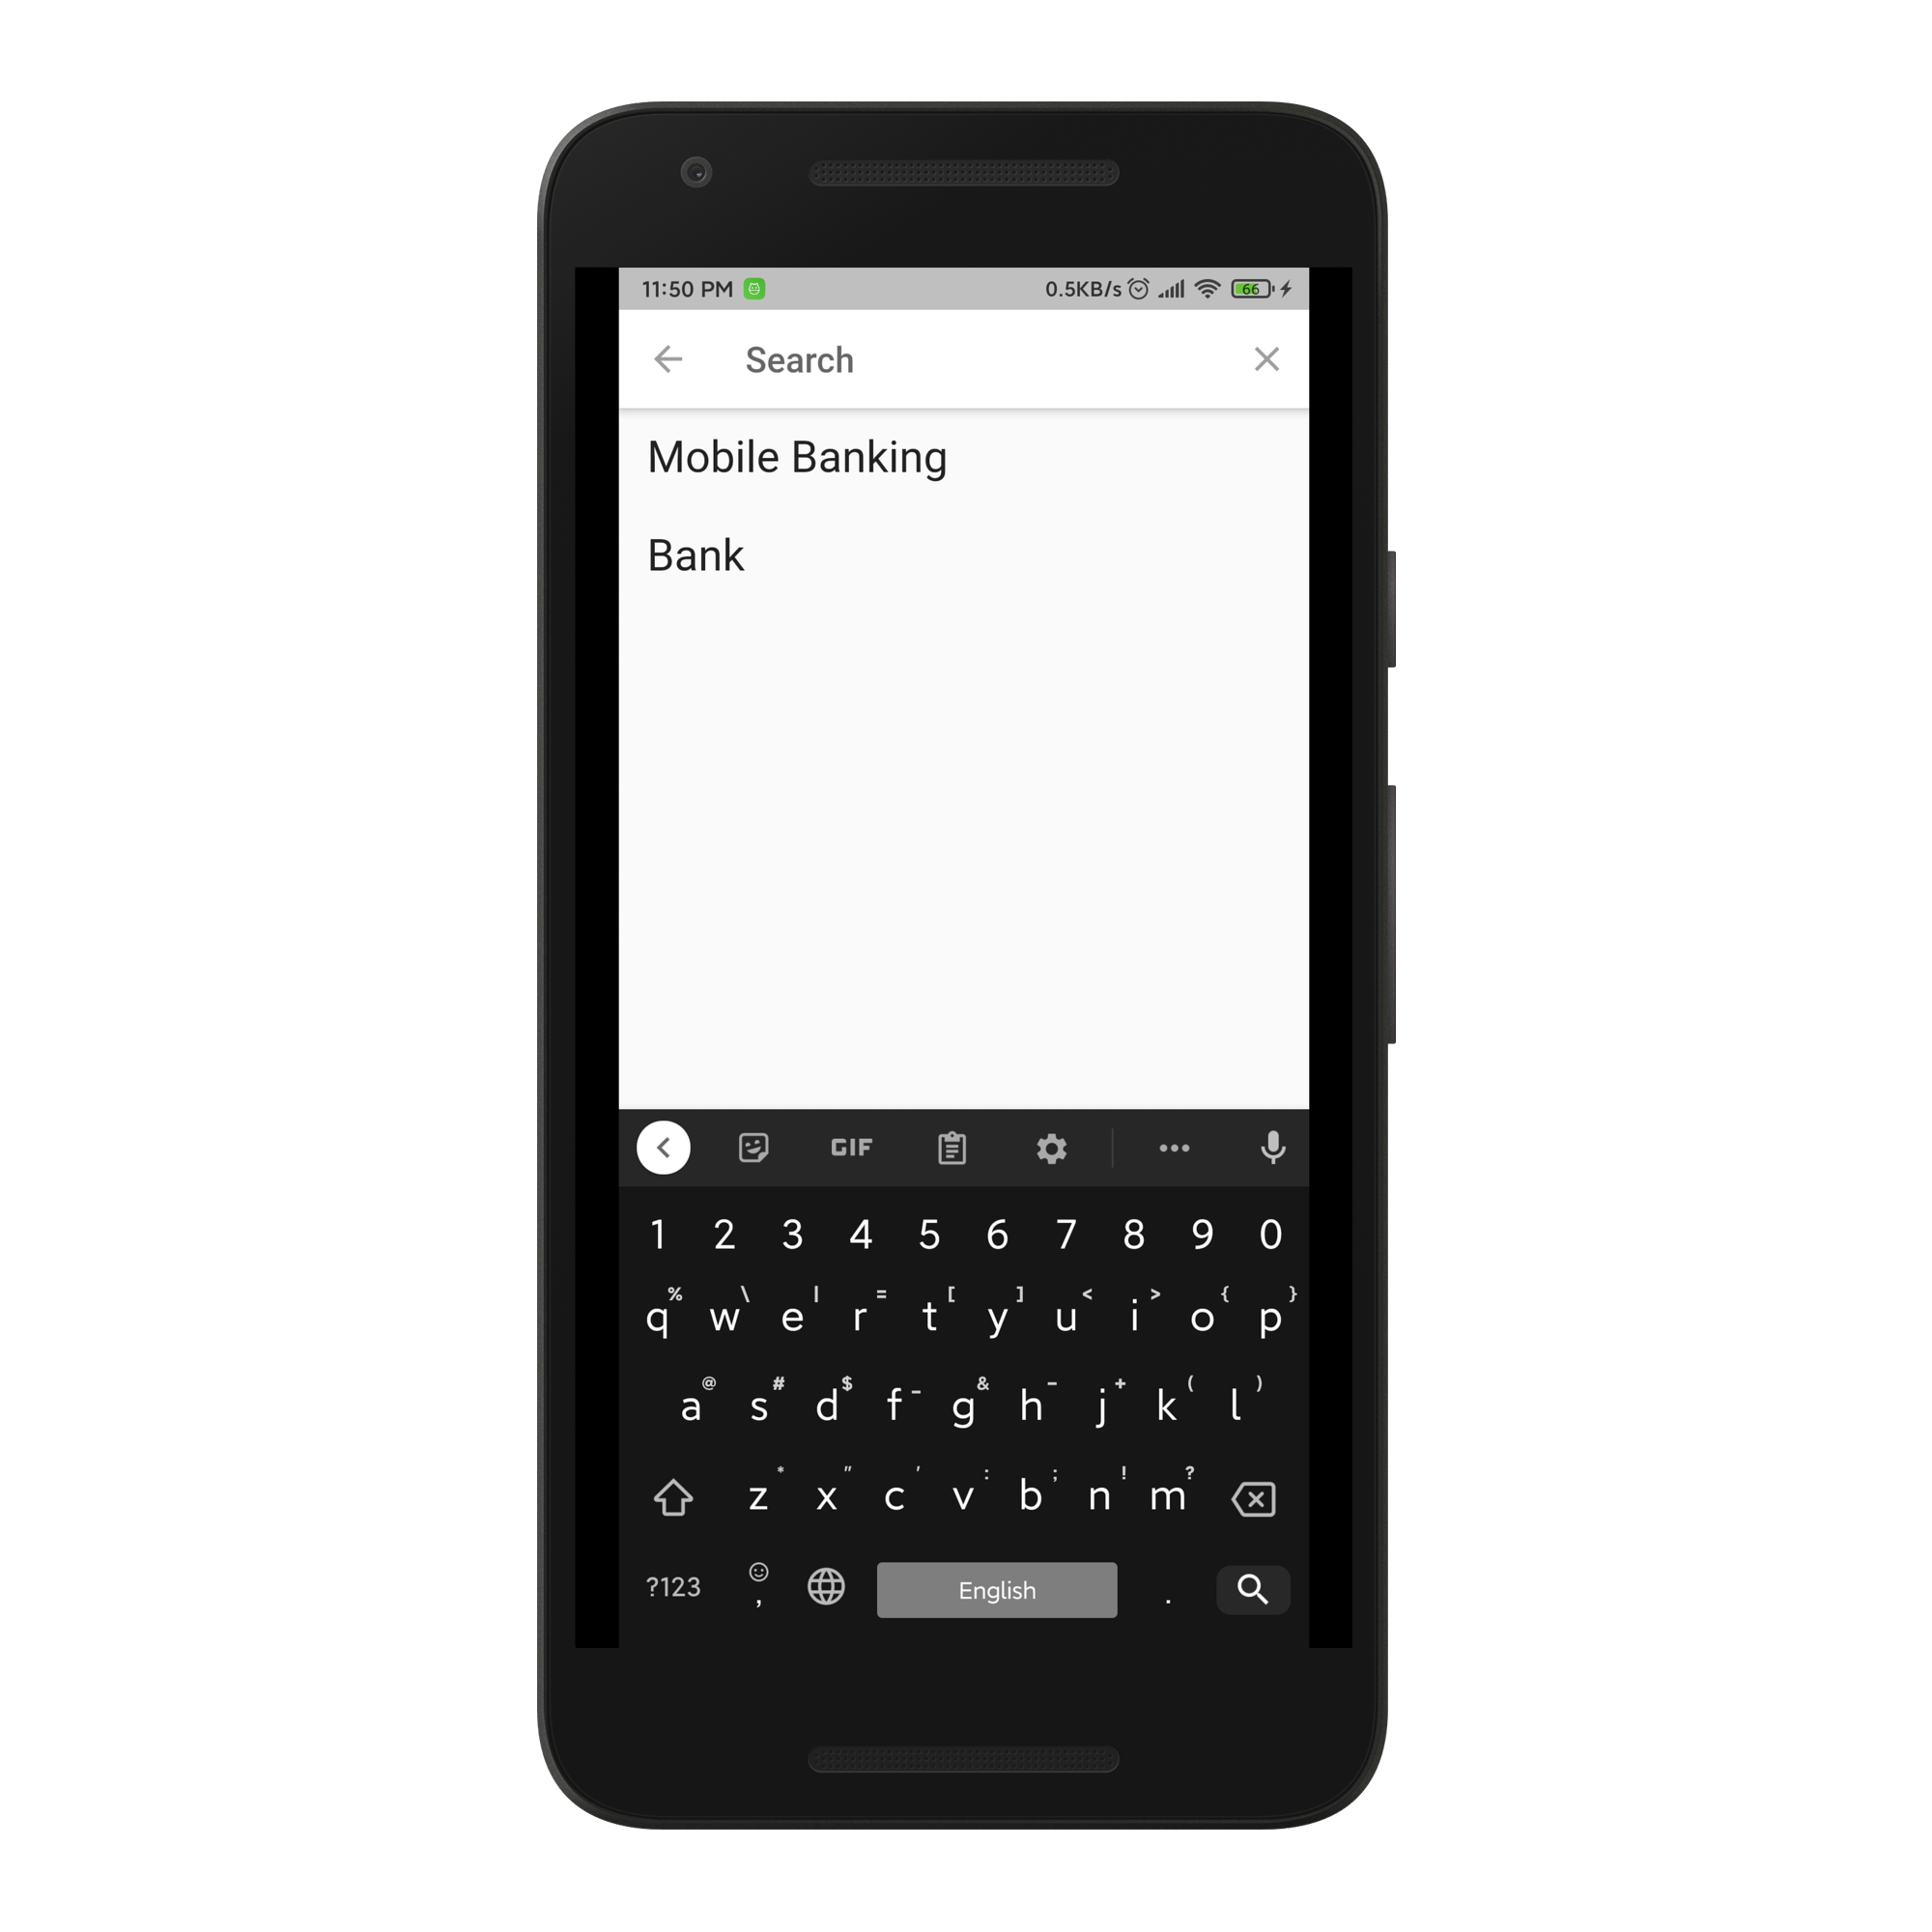 11:50 PM 0.5KB/s 66
Search
Mobile Banking
Bank
GIF
1 2 3 4 5 6 7 8 9 0
% \ | = [ ] < > { }
q w e r t y u i o p
@ # $ _ & - + ( )
a s d f g h j k l
* " ' : ; ! ?
z x c v b n m
?123 , English .